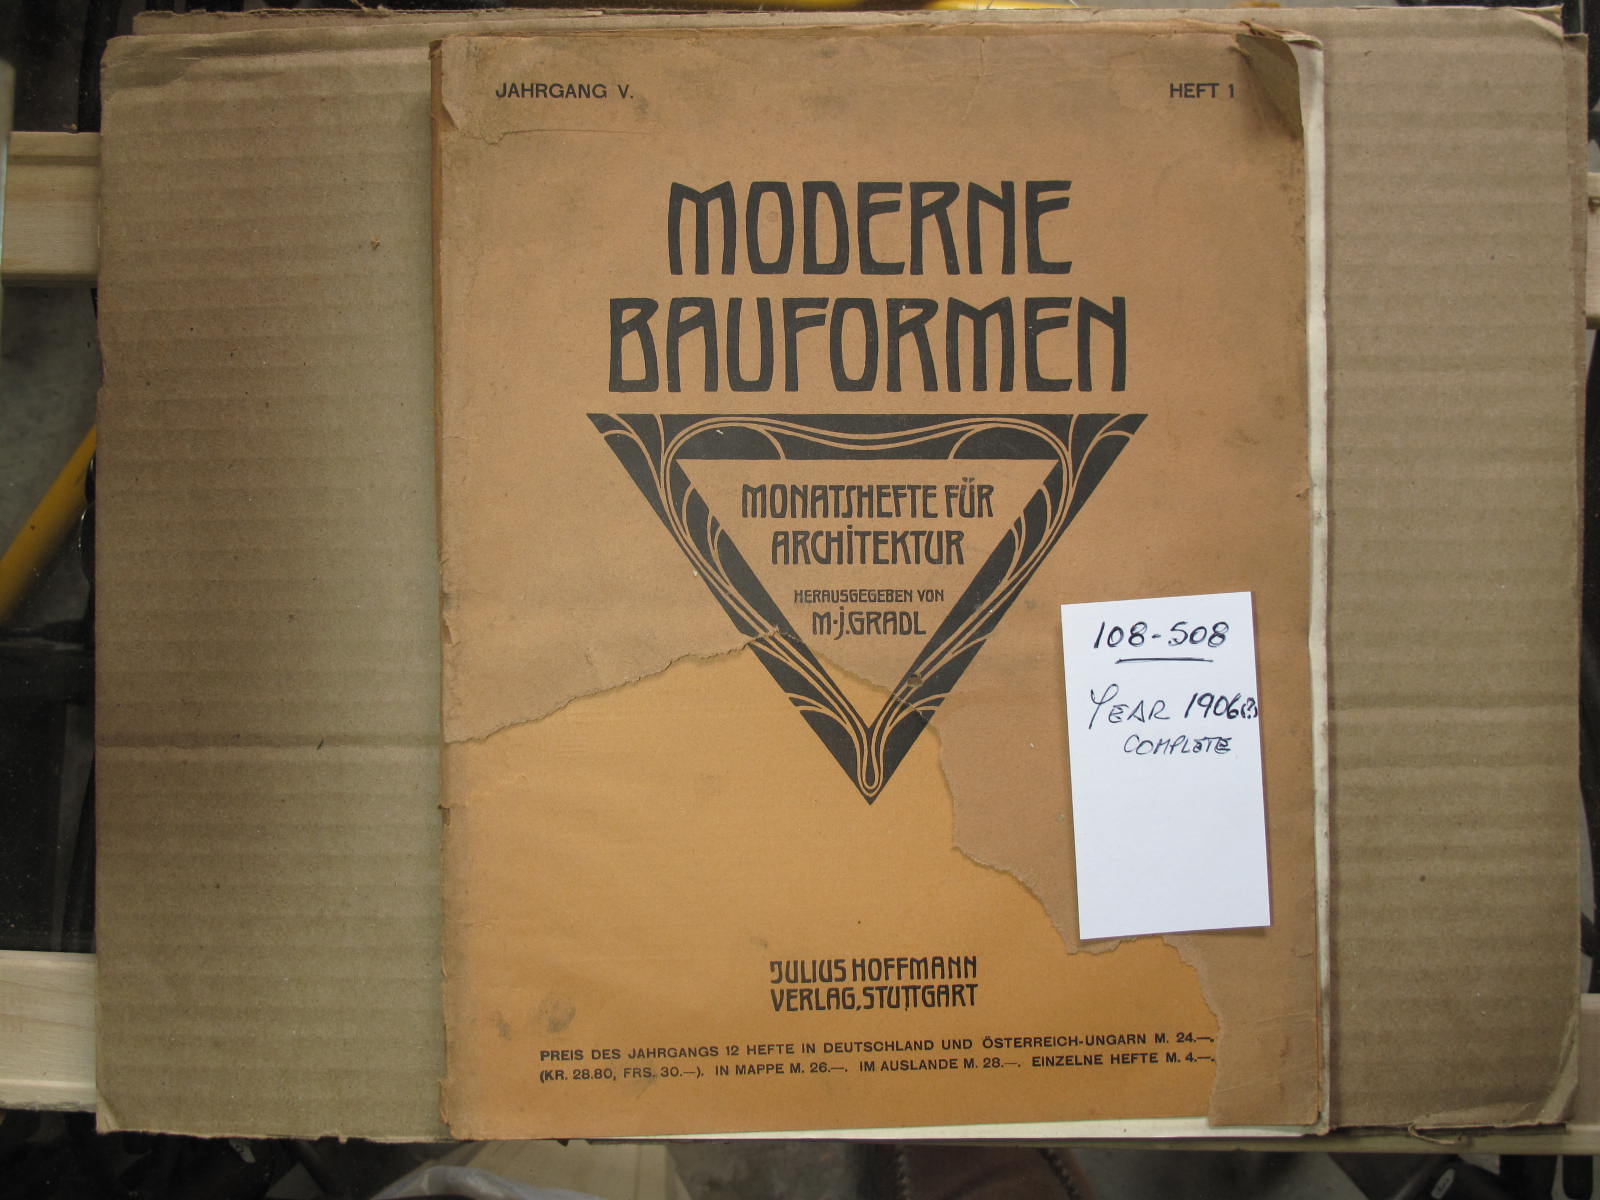 JAHRGANG V.
HEFT 1
MODERNE
BAUFORMEN
MONATSHEFTE FÜR
ARCHITEKTUR
HERAUSGEGEBEN VON
M·J.GRADL
108-508
YEAR 1906(?)
COMPLETE
JULIUS HOFFMANN
VERLAG, STUTTGART
PREIS DES JAHRGANGS 12 HEFTE IN DEUTSCHLAND UND ÖSTERREICH-UNGARN M. 24.—.
(KR. 28.80, FRS. 30.—). IN MAPPE M. 26.—. IM AUSLANDE M. 28.—. EINZELNE HEFTE M. 4.—.